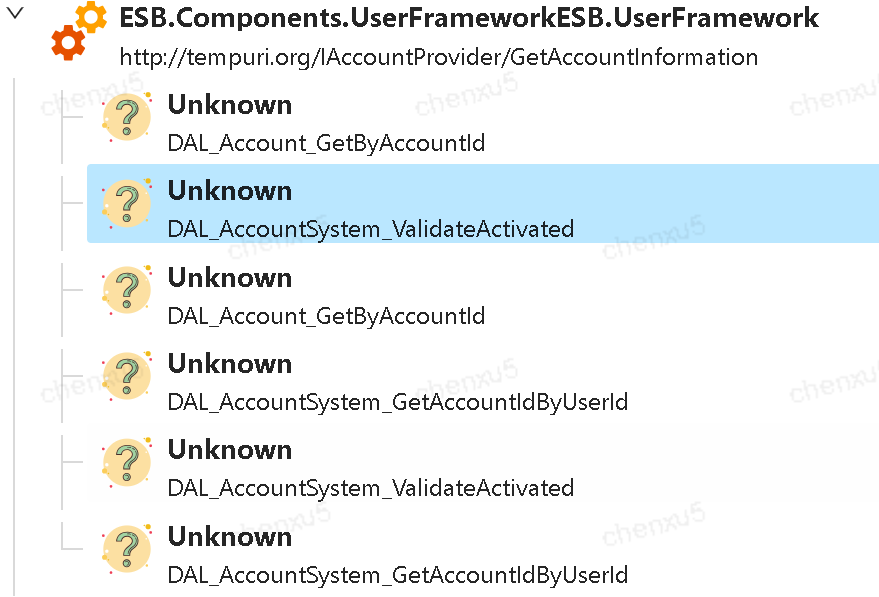 ESB.Components.UserFrameworkESB.UserFramework
http://tempuri.org/IAccountProvider/GetAccountInformation
Unknown
DAL_Account_GetByAccountId
Unknown
DAL_AccountSystem_ValidateActivated
Unknown
DAL_Account_GetByAccountId
Unknown
DAL_AccountSystem_GetAccountIdByUserId
Unknown
DAL_AccountSystem_ValidateActivated
Unknown
DAL_AccountSystem_GetAccountIdByUserId
chenxu5
chenxu5
chenxu5
chenxu5
chenxu5
chenxu5
chenxu5
chenxu5
chenxu5
chenxu5